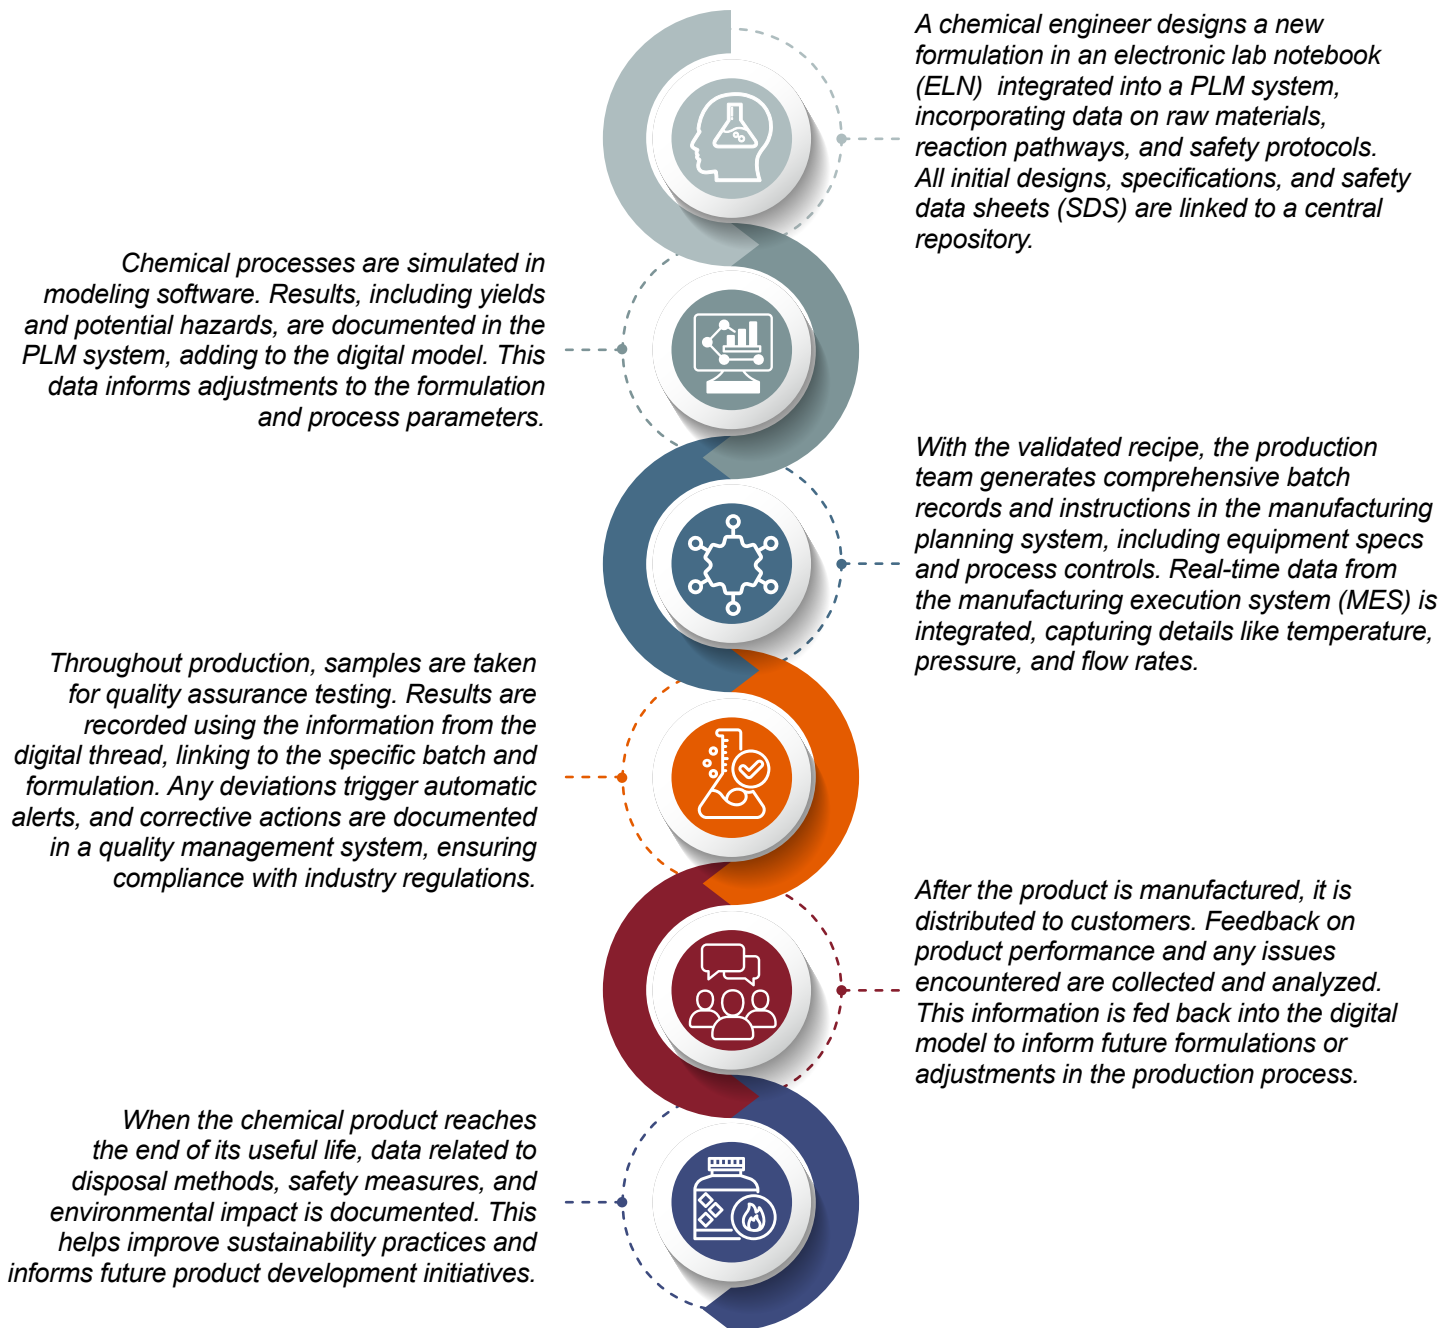 A chemical engineer designs a new
formulation in an electronic lab notebook
(ELN)  integrated into a PLM system,
incorporating data on raw materials,
reaction pathways, and safety protocols.
All initial designs, specifications, and safety
data sheets (SDS) are linked to a central
repository.
Chemical processes are simulated in
modeling software. Results, including yields
and potential hazards, are documented in the
PLM system, adding to the digital model. This
data informs adjustments to the formulation
and process parameters.
With the validated recipe, the production
team generates comprehensive batch
records and instructions in the manufacturing
planning system, including equipment specs
and process controls. Real-time data from
the manufacturing execution system (MES) is
integrated, capturing details like temperature,
pressure, and flow rates.
Throughout production, samples are taken
for quality assurance testing. Results are
recorded using the information from the
digital thread, linking to the specific batch and
formulation. Any deviations trigger automatic
alerts, and corrective actions are documented
in a quality management system, ensuring
compliance with industry regulations.
After the product is manufactured, it is
distributed to customers. Feedback on
product performance and any issues
encountered are collected and analyzed.
This information is fed back into the digital
model to inform future formulations or
adjustments in the production process.
When the chemical product reaches
the end of its useful life, data related to
disposal methods, safety measures, and
environmental impact is documented. This
helps improve sustainability practices and
informs future product development initiatives.